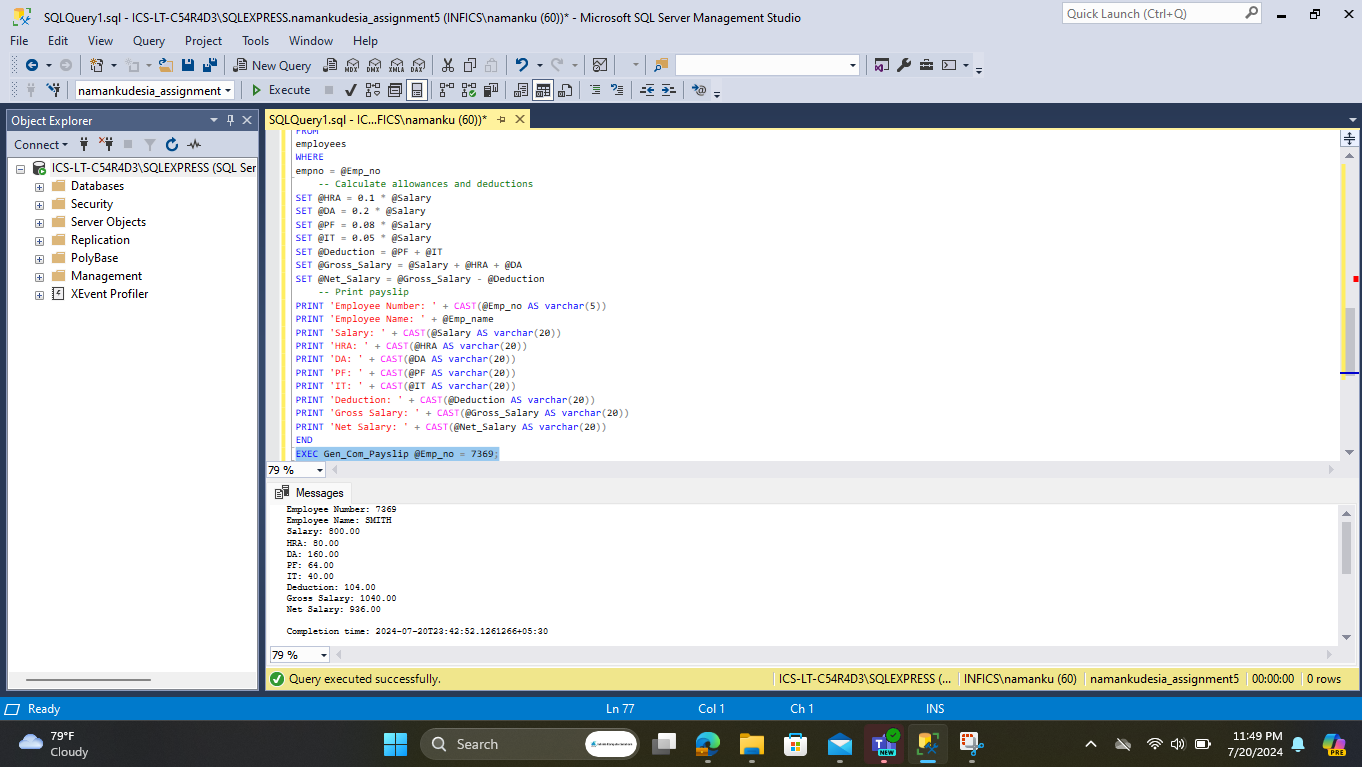 SQLQuery1.sql - ICS-LT-C54R4D3\SQLEXPRESS.namankudesia_assignment5 (INFICS\namanku (60))* - Microsoft SQL Server Management Studio
Quick Launch (Ctrl+Q)
File Edit View Query Project Tools Window Help
New Query MDX DMX XMLA DAX
namankudesia_assignment Execute
Object Explorer
Connect
ICS-LT-C54R4D3\SQLEXPRESS (SQL Ser
Databases
Security
Server Objects
Replication
PolyBase
Management
XEvent Profiler
SQLQuery1.sql - IC...FICS\namanku (60))*
FROM
employees
WHERE
empno = @Emp_no
-- Calculate allowances and deductions
SET @HRA = 0.1 * @Salary
SET @DA = 0.2 * @Salary
SET @PF = 0.08 * @Salary
SET @IT = 0.05 * @Salary
SET @Deduction = @PF + @IT
SET @Gross_Salary = @Salary + @HRA + @DA
SET @Net_Salary = @Gross_Salary - @Deduction
-- Print payslip
PRINT 'Employee Number: ' + CAST(@Emp_no AS varchar(5))
PRINT 'Employee Name: ' + @Emp_name
PRINT 'Salary: ' + CAST(@Salary AS varchar(20))
PRINT 'HRA: ' + CAST(@HRA AS varchar(20))
PRINT 'DA: ' + CAST(@DA AS varchar(20))
PRINT 'PF: ' + CAST(@PF AS varchar(20))
PRINT 'IT: ' + CAST(@IT AS varchar(20))
PRINT 'Deduction: ' + CAST(@Deduction AS varchar(20))
PRINT 'Gross Salary: ' + CAST(@Gross_Salary AS varchar(20))
PRINT 'Net Salary: ' + CAST(@Net_Salary AS varchar(20))
END
EXEC Gen_Com_Payslip @Emp_no = 7369;
79 %
Messages
Employee Number: 7369
Employee Name: SMITH
Salary: 800.00
HRA: 80.00
DA: 160.00
PF: 64.00
IT: 40.00
Deduction: 104.00
Gross Salary: 1040.00
Net Salary: 936.00
Completion time: 2024-07-20T23:42:52.1261266+05:30
79 %
Query executed successfully. ICS-LT-C54R4D3\SQLEXPRESS (... INFICS\namanku (60) namankudesia_assignment5 00:00:00 0 rows
Ready Ln 77 Col 1 Ch 1 INS
79°F
Cloudy
Search
NEW
11:49 PM
7/20/2024
PRE